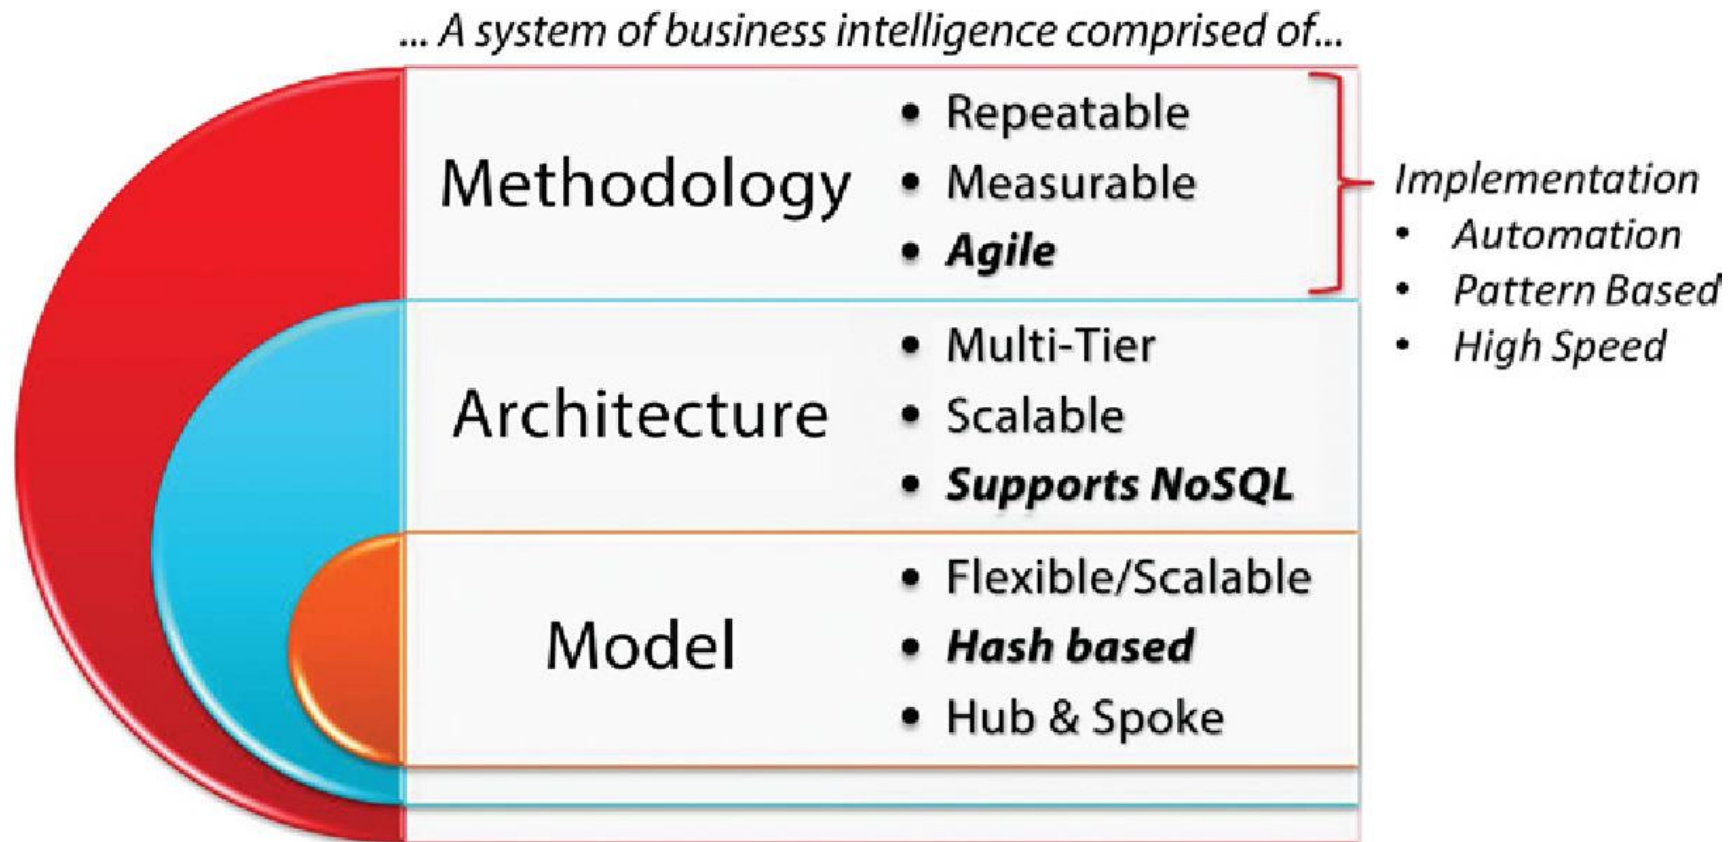 ... A system of business intelligence comprised of...
Methodology
• Repeatable
• Measurable
• Agile
Implementation
• Automation
• Pattern Based
• High Speed
Architecture
• Multi-Tier
• Scalable
• Supports NoSQL
Model
• Flexible/Scalable
• Hash based
• Hub & Spoke